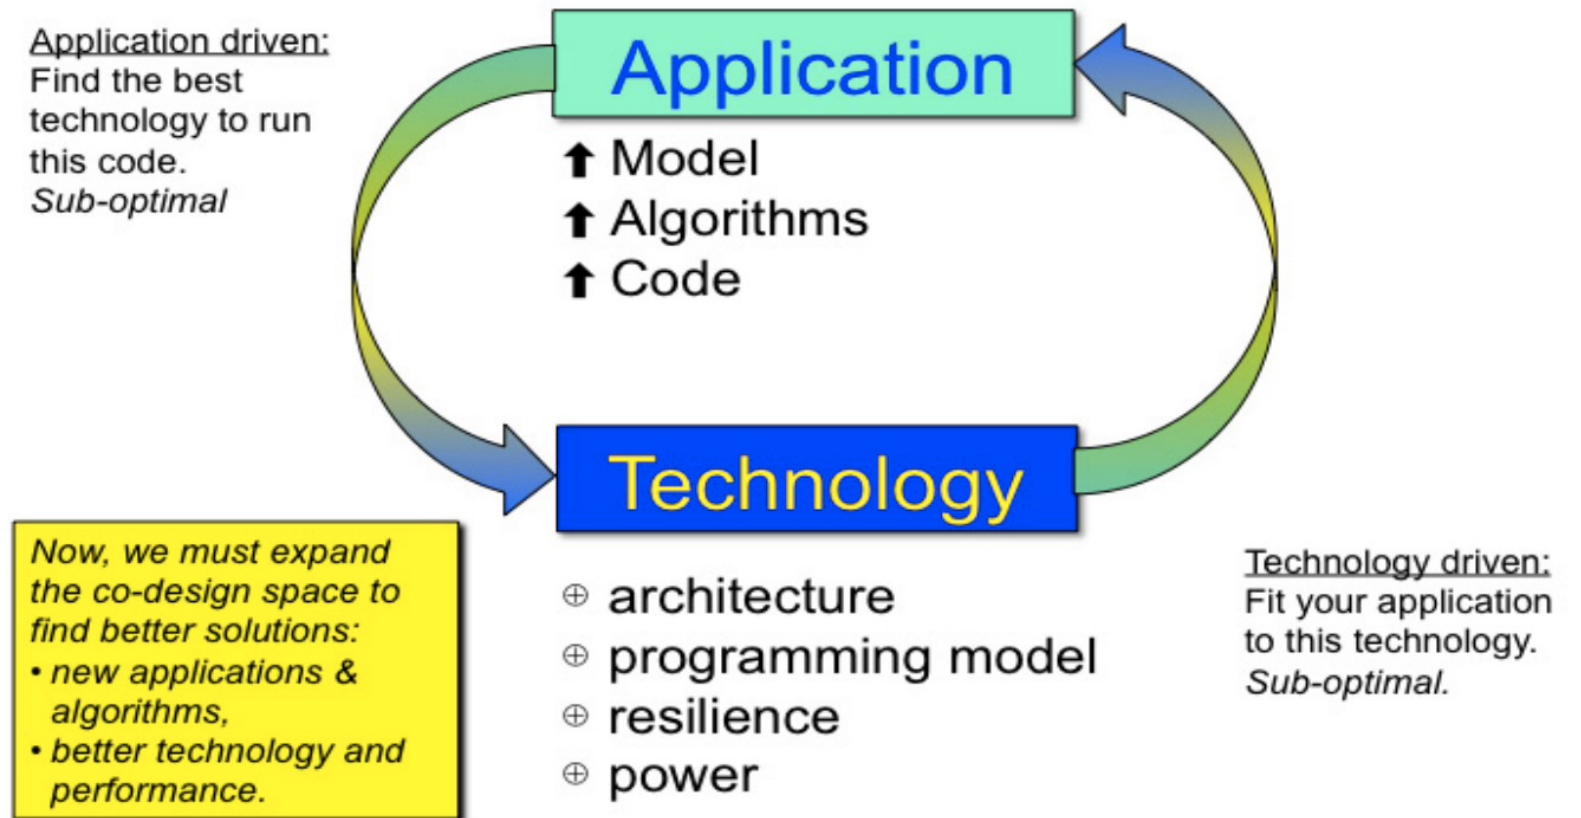 Application driven:
Find the best
technology to run
this code.
Sub-optimal
Application
Model
Algorithms
Code
Technology
architecture
programming model
resilience
power
Now, we must expand
the co-design space to
find better solutions:
• new applications &
algorithms,
• better technology and
performance.
Technology driven:
Fit your application
to this technology.
Sub-optimal.